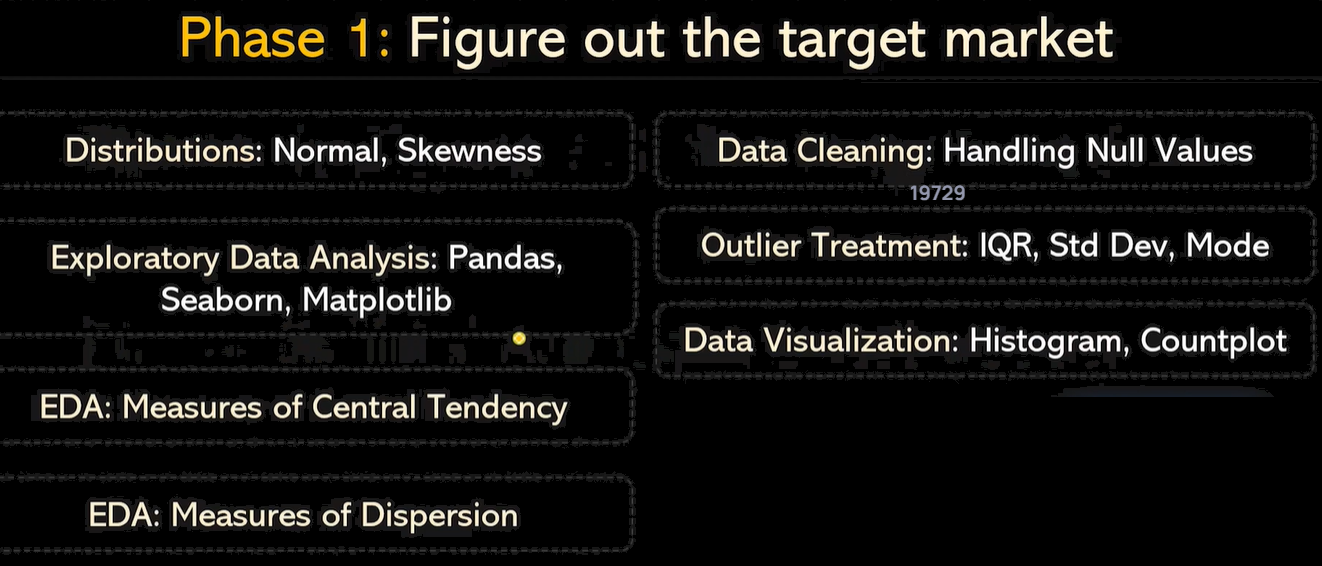 Phase 1: Figure out the target market
Distributions: Normal, Skewness
Exploratory Data Analysis: Pandas,
Seaborn, Matplotlib
EDA: Measures of Central Tendency
EDA: Measures of Dispersion
Data Cleaning: Handling Null Values
19729
Outlier Treatment: IQR, Std Dev, Mode
Data Visualization: Histogram, Countplot